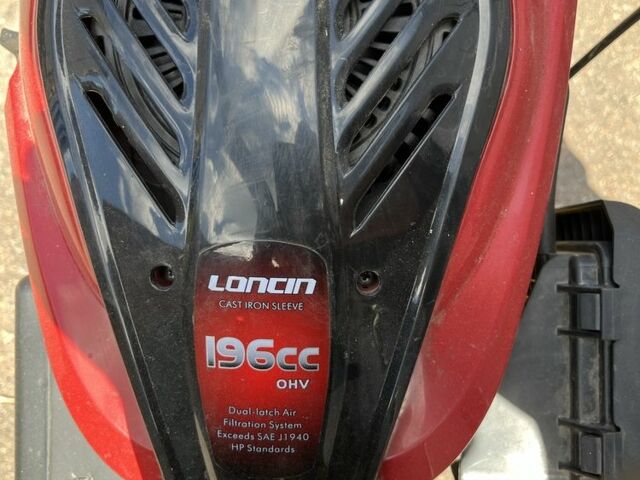 LONCIN
CAST IRON SLEEVE
196cc
OHV
Dual-latch Air
Filtration System
Exceeds SAE J1940
HP Standards